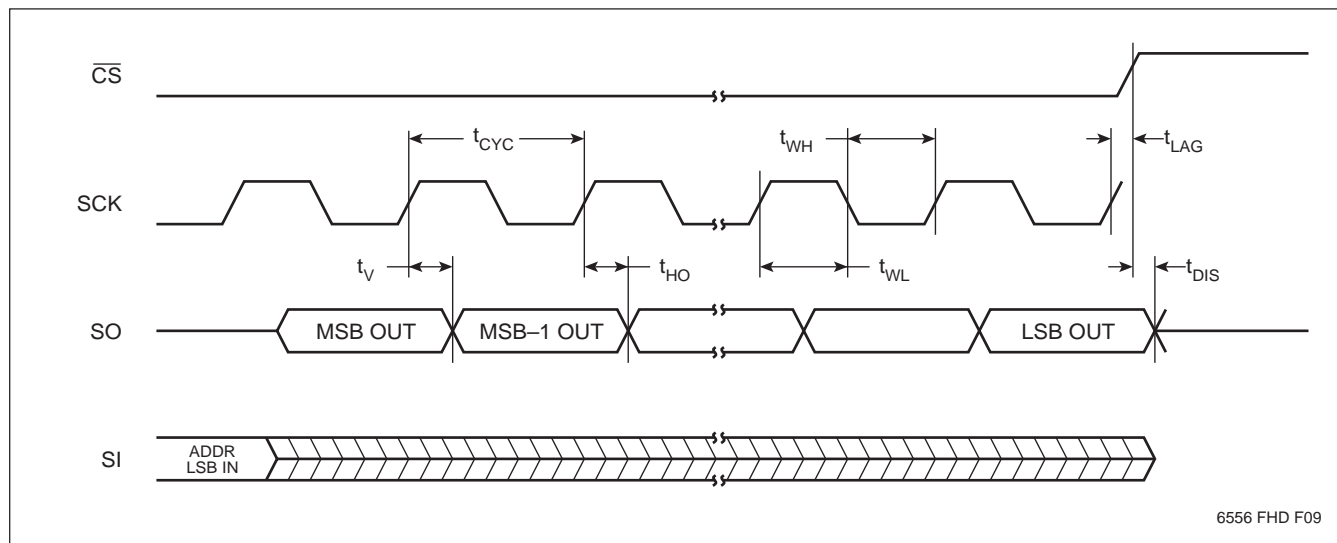 CS
tCYC
tWH
tLAG
SCK
tV
tHO
tWL
tDIS
SO
MSB OUT
MSB–1 OUT
LSB OUT
SI
ADDR
LSB IN
6556 FHD F09